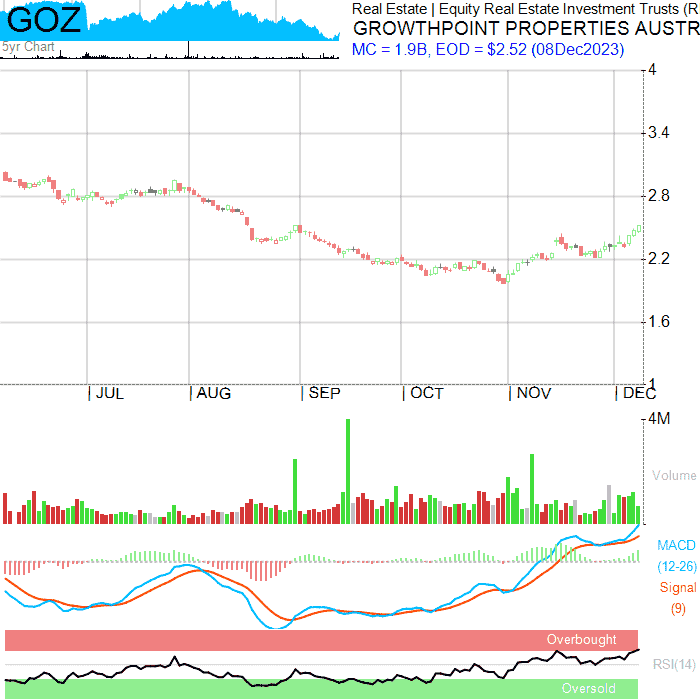 GOZ
5yr Chart
Real Estate | Equity Real Estate Investment Trusts (R
GROWTHPOINT PROPERTIES AUSTR
MC = 1.9B, EOD = $2.52 (08Dec2023)
4
3.4
2.8
2.2
1.6
1
| JUL | AUG | SEP | OCT | NOV | DEC
4M
Volume
MACD
(12-26)
Signal
(9)
Overbought
RSI(14)
Oversold